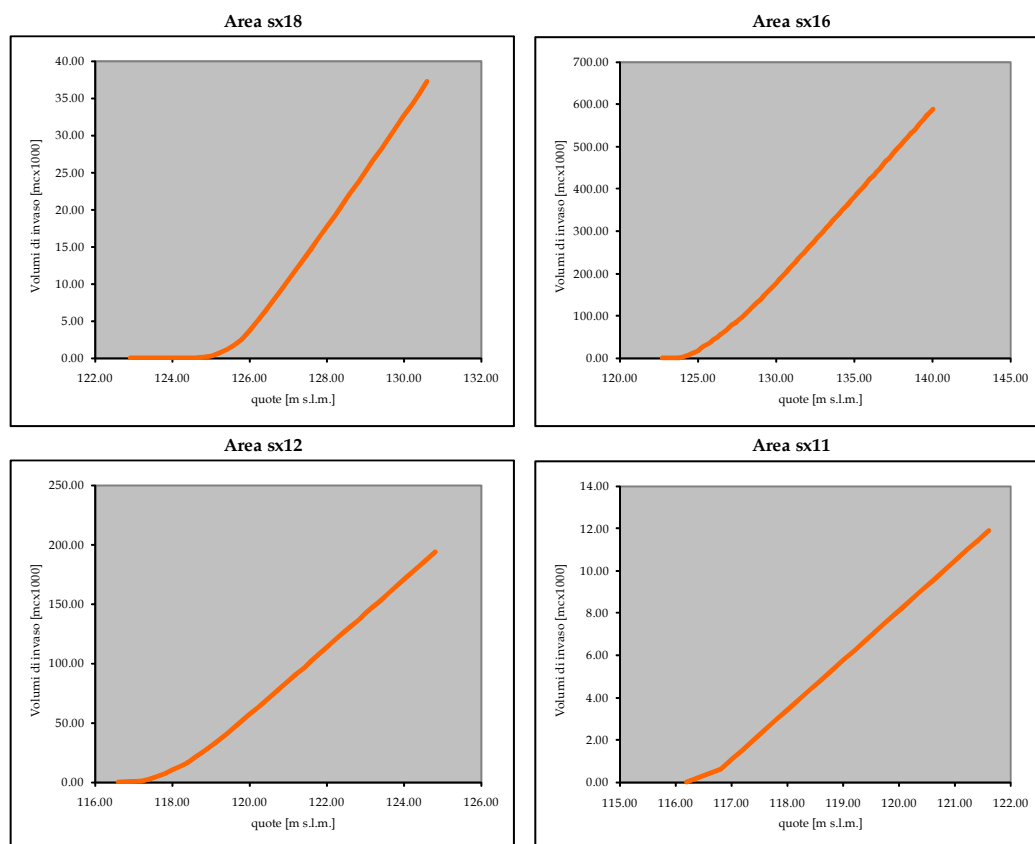 Area sx18
40.00
35.00
30.00
25.00
20.00
15.00
10.00
5.00
0.00
Volumi di invaso [mcx1000]
122.00 124.00 126.00 128.00 130.00 132.00
quote [m s.l.m.]
Area sx16
700.00
600.00
500.00
400.00
300.00
200.00
100.00
0.00
Volumi di invaso [mcx1000]
120.00 125.00 130.00 135.00 140.00 145.00
quote [m s.l.m.]
Area sx12
250.00
200.00
150.00
100.00
50.00
0.00
Volumi di invaso [mcx1000]
116.00 118.00 120.00 122.00 124.00 126.00
quote [m s.l.m.]
Area sx11
14.00
12.00
10.00
8.00
6.00
4.00
2.00
0.00
Volumi di invaso [mcx1000]
115.00 116.00 117.00 118.00 119.00 120.00 121.00 122.00
quote [m s.l.m.]